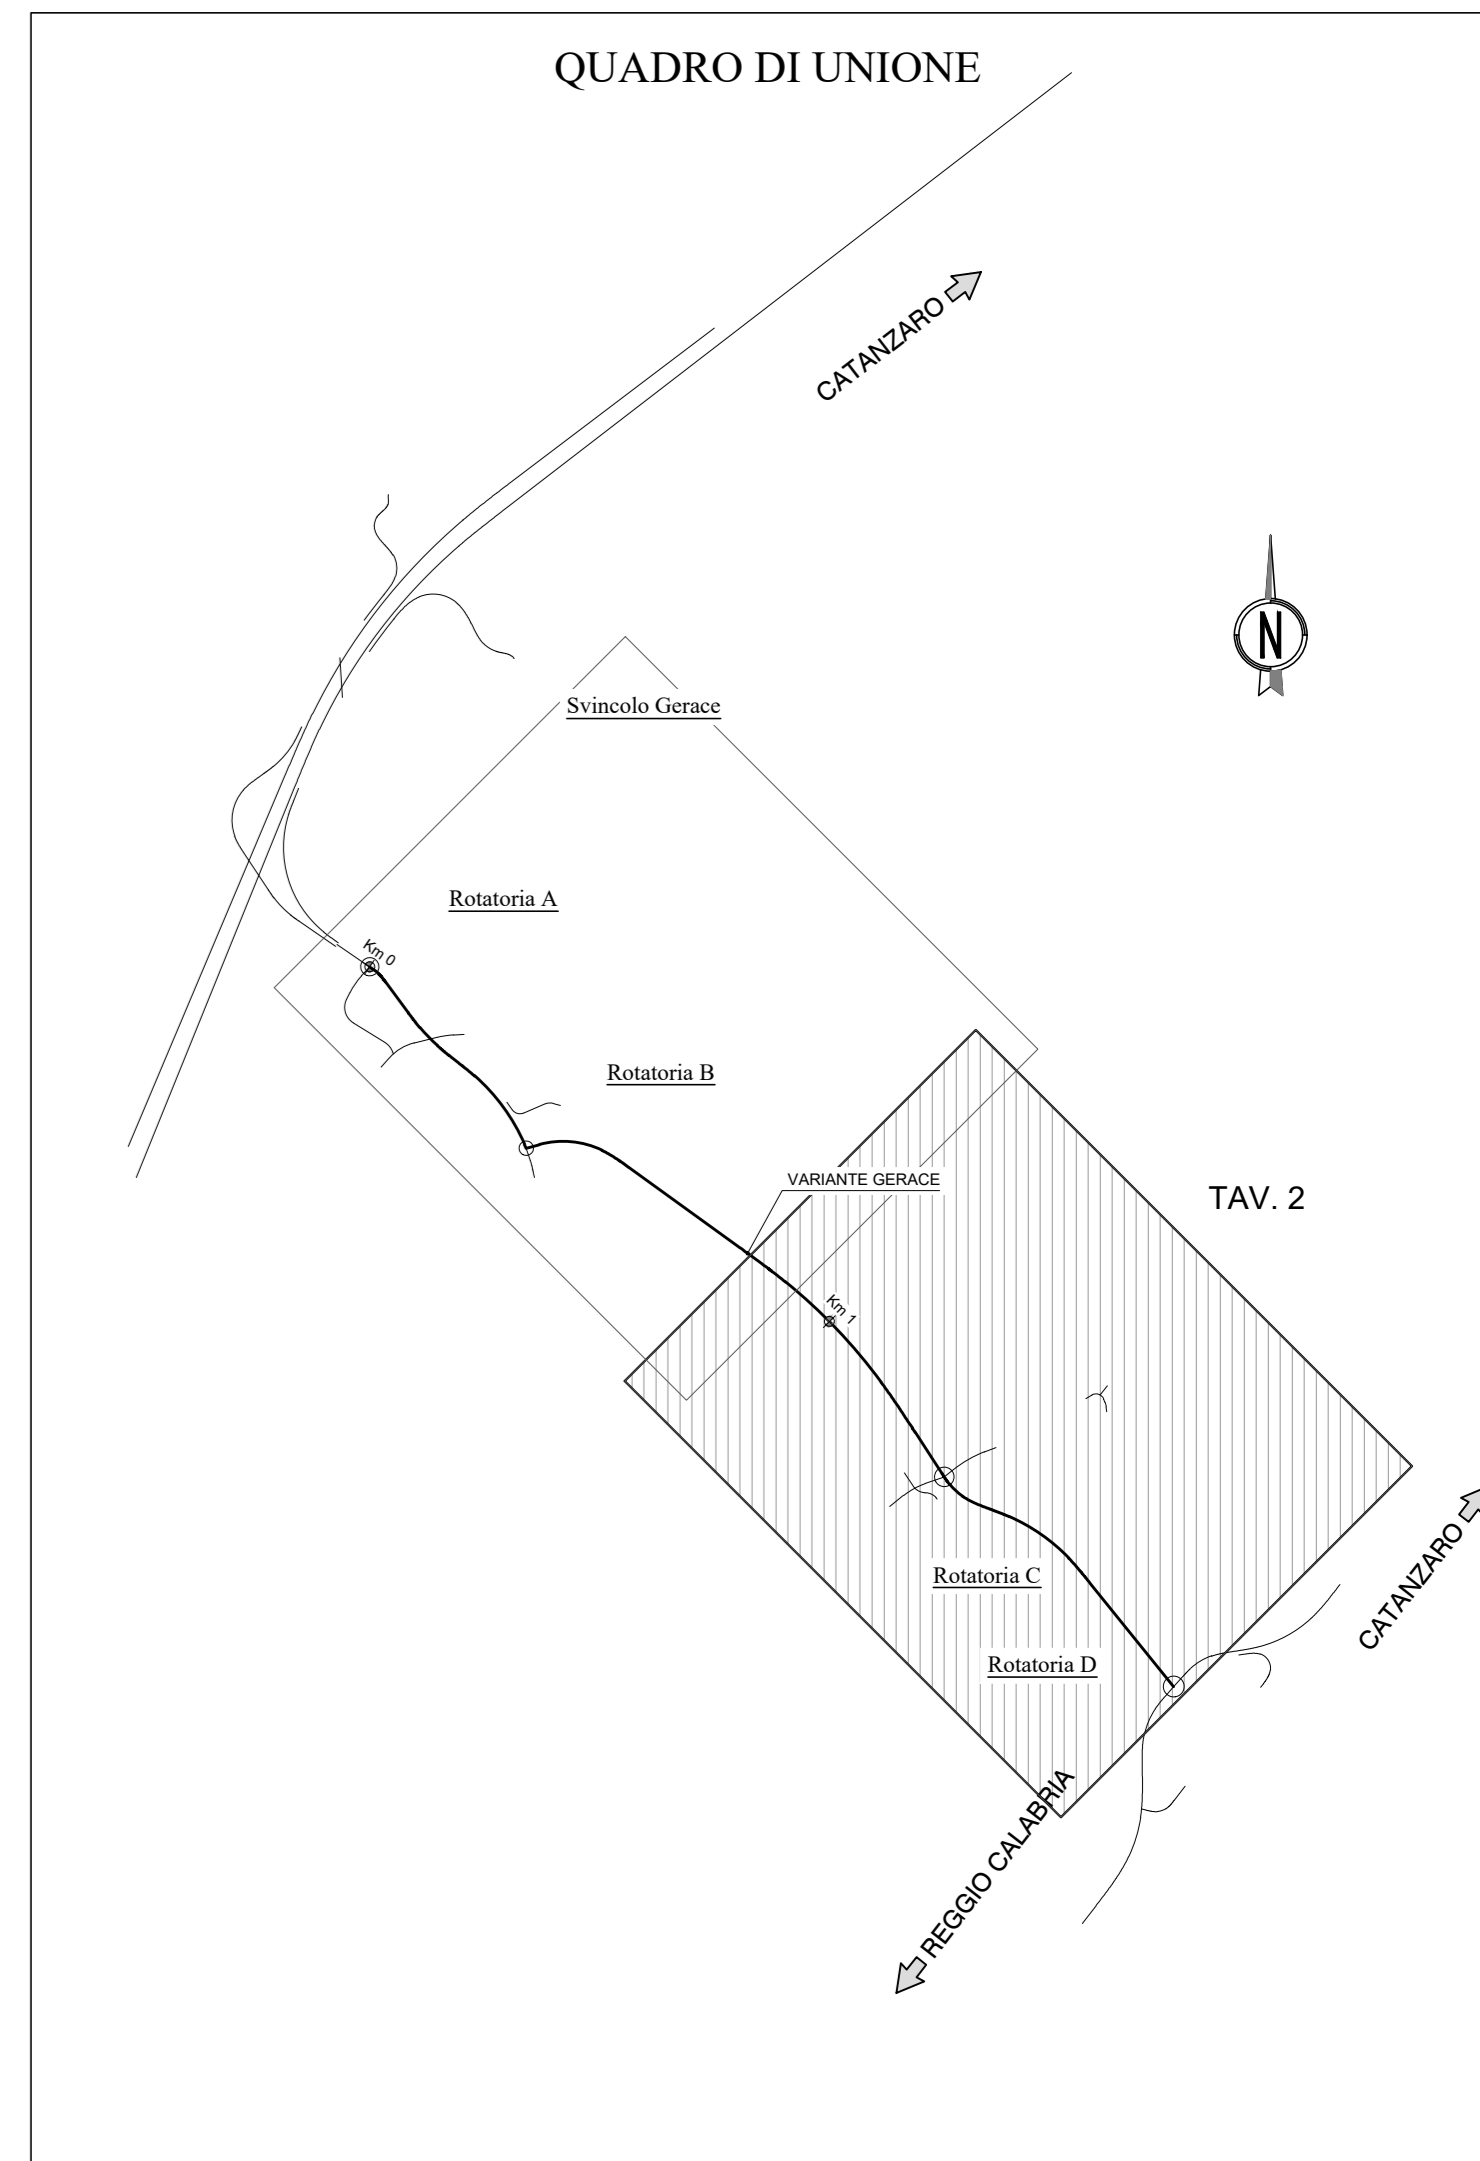 QUADRO DI UNIONE
CATANZARO
N
Svincolo Gerace
Rotatoria A
Km 0
Rotatoria B
VARIANTE GERACE
TAV. 2
Km 1
Rotatoria C
CATANZARO
Rotatoria D
REGGIO CALABRIA